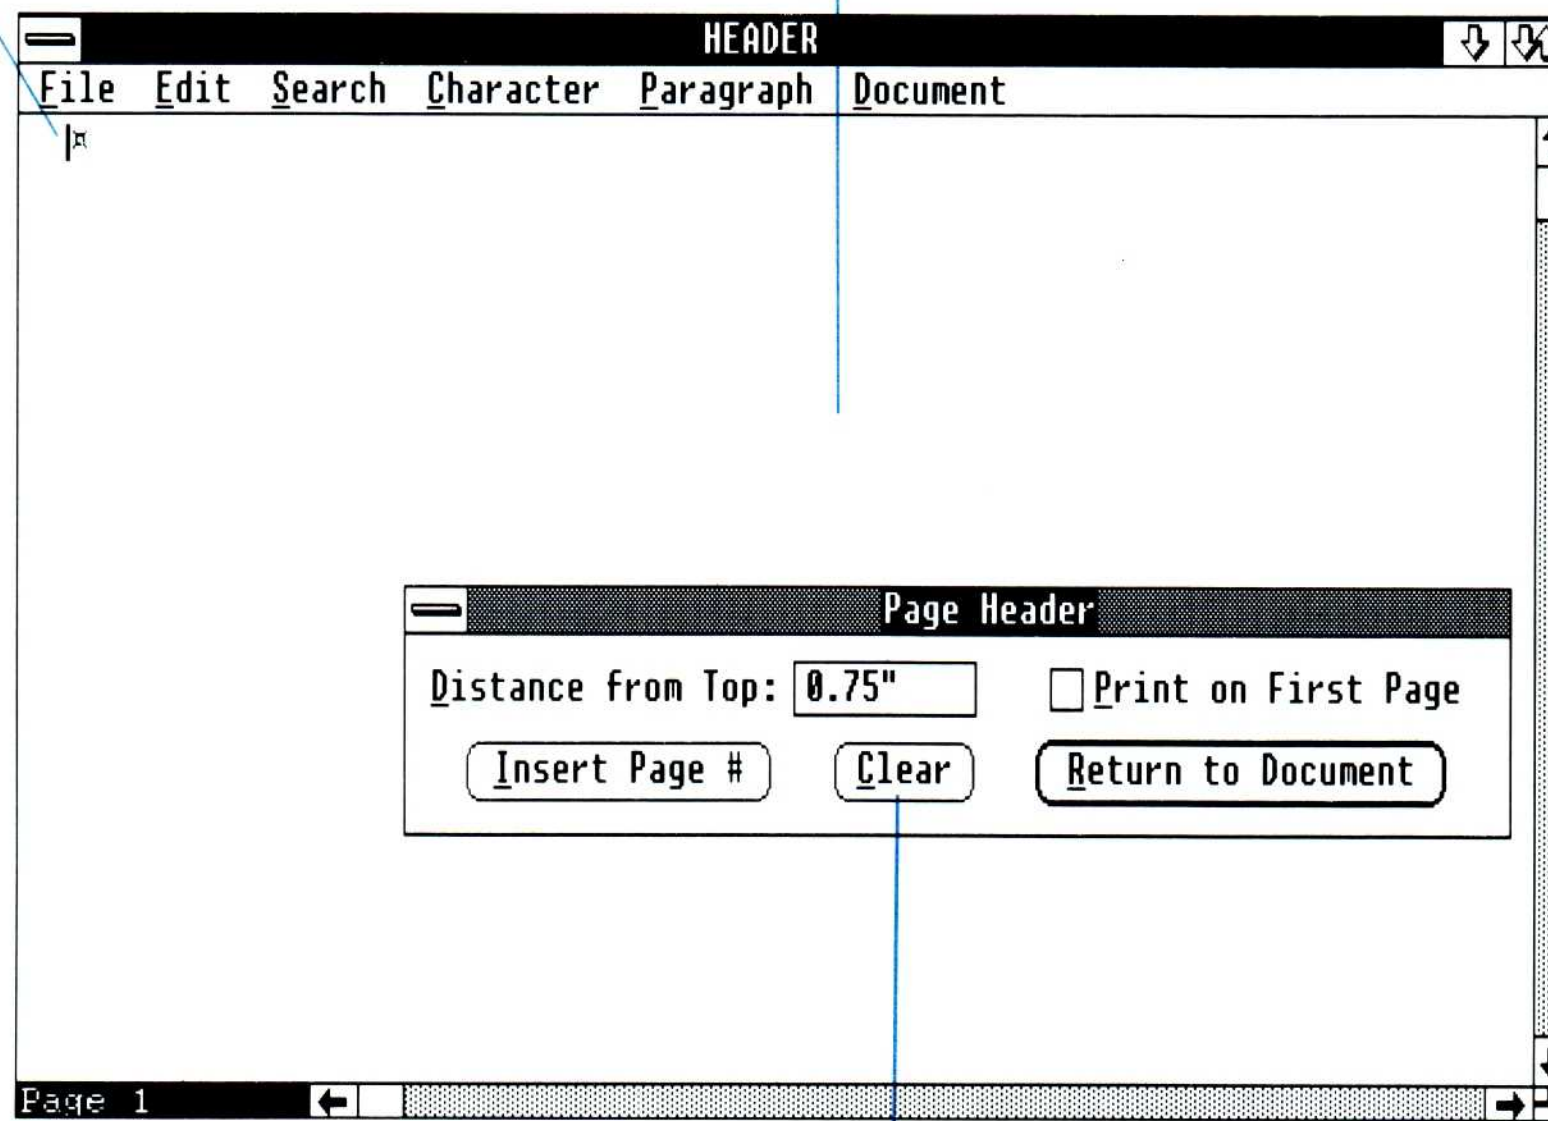 HEADER
File Edit Search Character Paragraph Document
¤
Page Header
Distance from Top: 0.75" Print on First Page
Insert Page # Clear Return to Document
Page 1